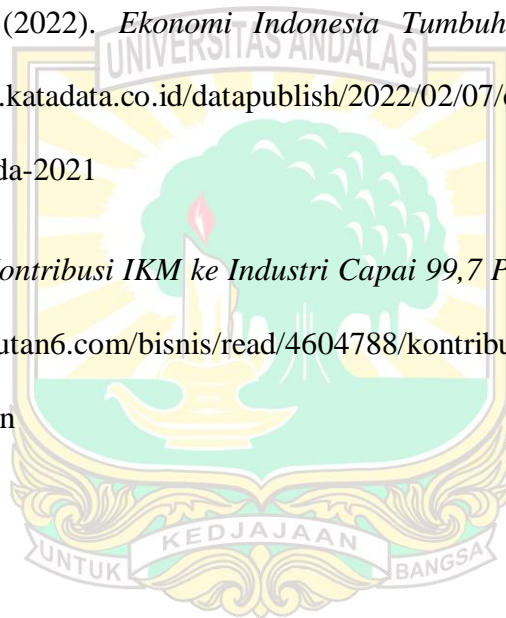 (2022). Ekonomi Indonesia Tumbuh
UNIVERSITAS ANDALAS
.katadata.co.id/datapublish/2022/02/07/
da-2021
ontribusi IKM ke Industri Capai 99,7 P
utan6.com/bisnis/read/4604788/kontribu
n
UNTUK KEDJAJAAN BANGSA